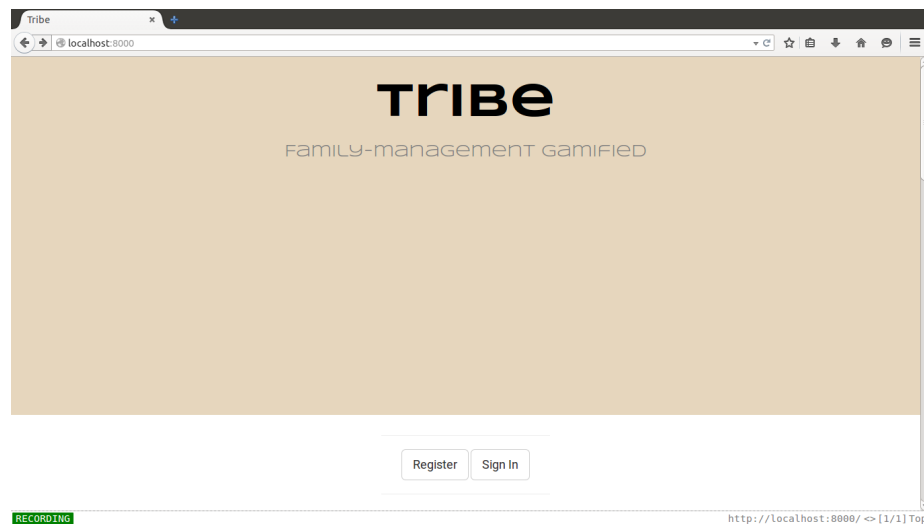 Tribe
localhost:8000
Tribe
Family-management Gamified
Register Sign In
RECORDING http://localhost:8000/ <> [1/1] Top